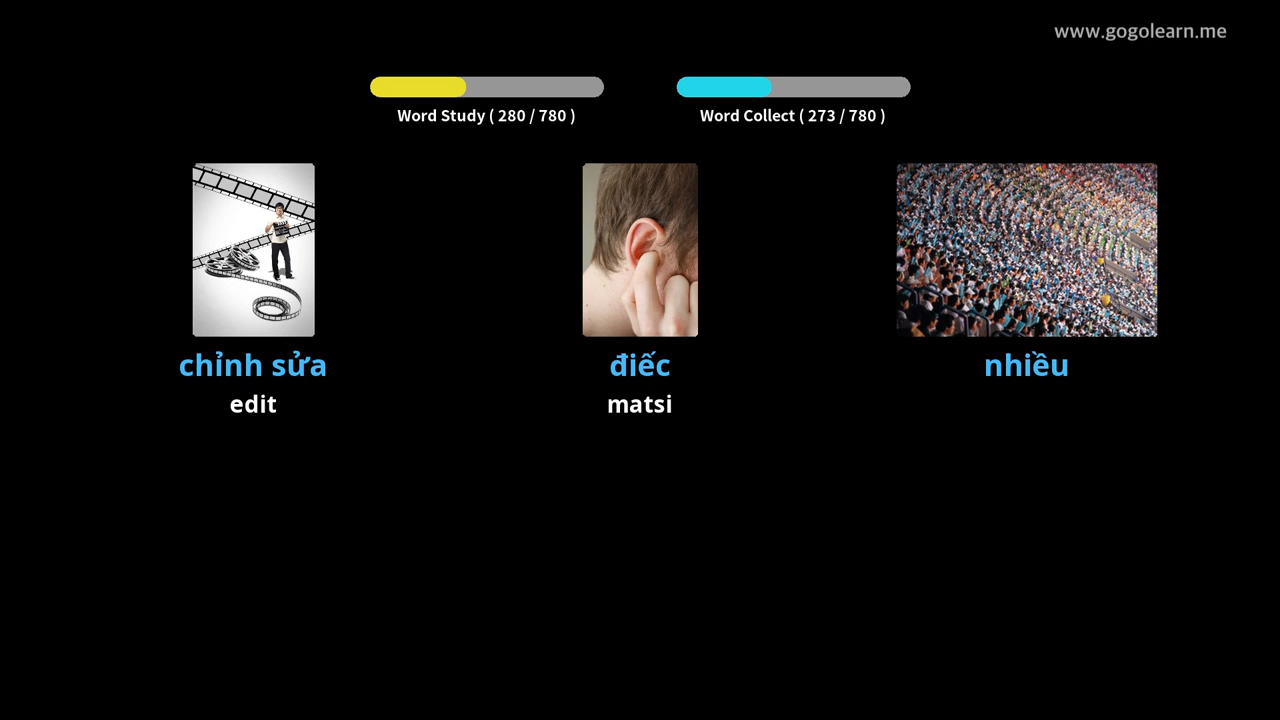 www.gogolearn.me
Word Study ( 280 / 780 )
Word Collect ( 273 / 780 )
chỉnh sửa
điếc
nhiều
edit
matsi